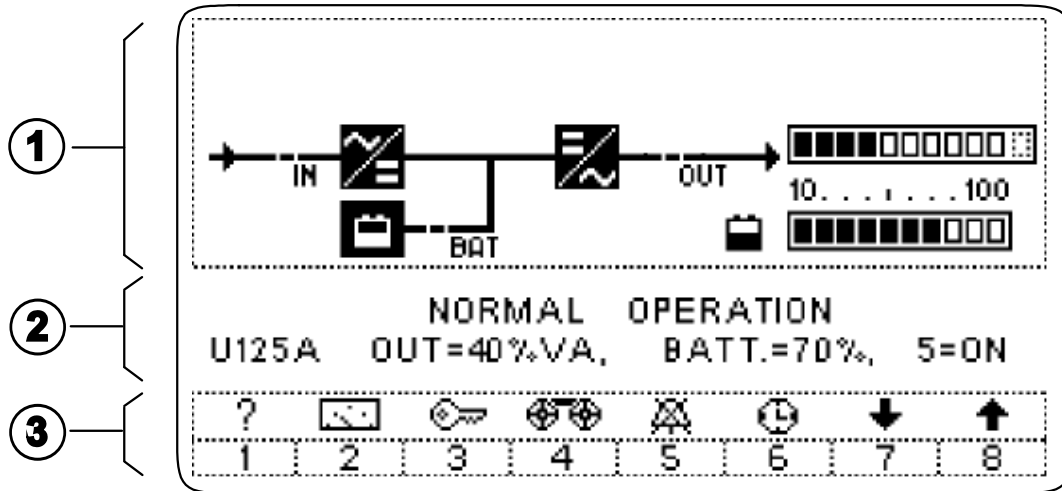 1
IN
OUT
10. . . ı . . . 100
BAT
2
NORMAL OPERATION
U125A OUT=40%VA, BATT.=70%, 5=ON
3
?
1 2 3 4 5 6 7 8